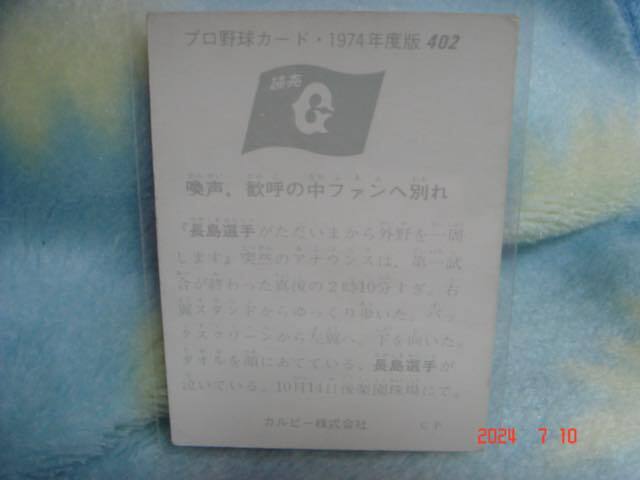 プロ野球カード・1974年度版 402
読売
G
喚声、歓呼の中ファンへ別れ
『長島選手がただいまから外野を一周
します』突然のアナウンスは、第一試
合が終わった直後の2時10分すぎ。右
翼スタンドからゆっくり歩いた。バッ
クスクリーンから左翼へ、下を向いた。
タオルを顔にあてている、長島選手が
泣いている。10月14日後楽園球場にて。
カルビー株式会社
2024 7 10